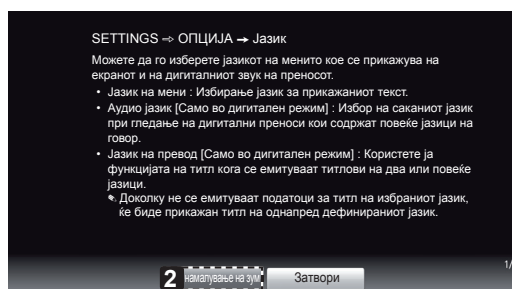 SETTINGS ⇨ ОПЦИЈА ➙ Јазик
Можете да го изберете јазикот на менито кое се прикажува на
екранот и на дигиталниот звук на преносот.
• Јазик на мени : Избирање јазик за прикажаниот текст.
• Аудио јазик [Само во дигитален режим] : Избор на саканиот јазик
при гледање на дигитални преноси кои содржат повеќе јазици на
говор.
• Јазик на превод [Само во дигитален режим] : Користете ја
функцијата на титл кога се емитуваат титлови на два или повеќе
јазици.
✎ Доколку не се емитуваат податоци за титл на избраниот јазик,
ќе биде прикажан титл на однапред дефинираниот јазик.
1/
2 намалување на зум Затвори